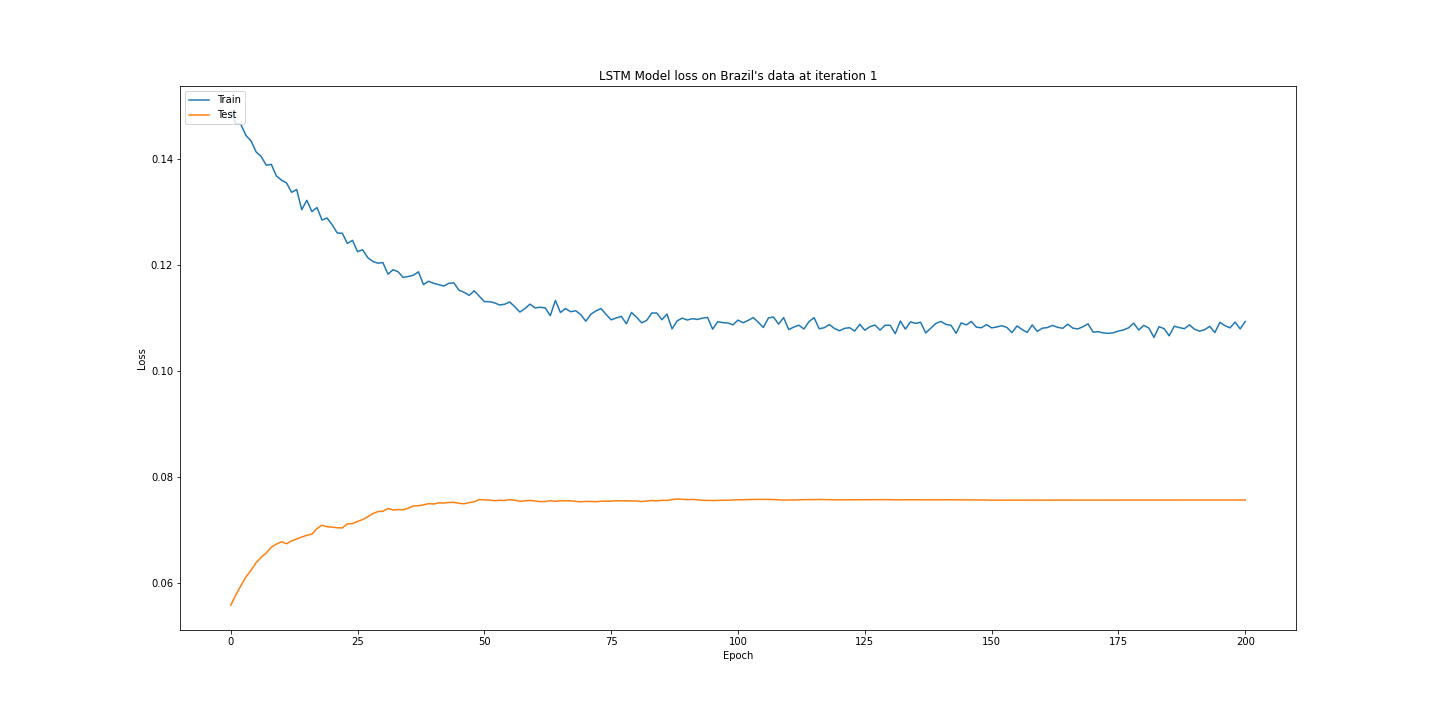 LSTM Model loss on Brazil's data at iteration 1
Train
Test
0.14
0.12
0.10
0.08
0.06
Loss
0 25 50 75 100 125 150 175 200
Epoch